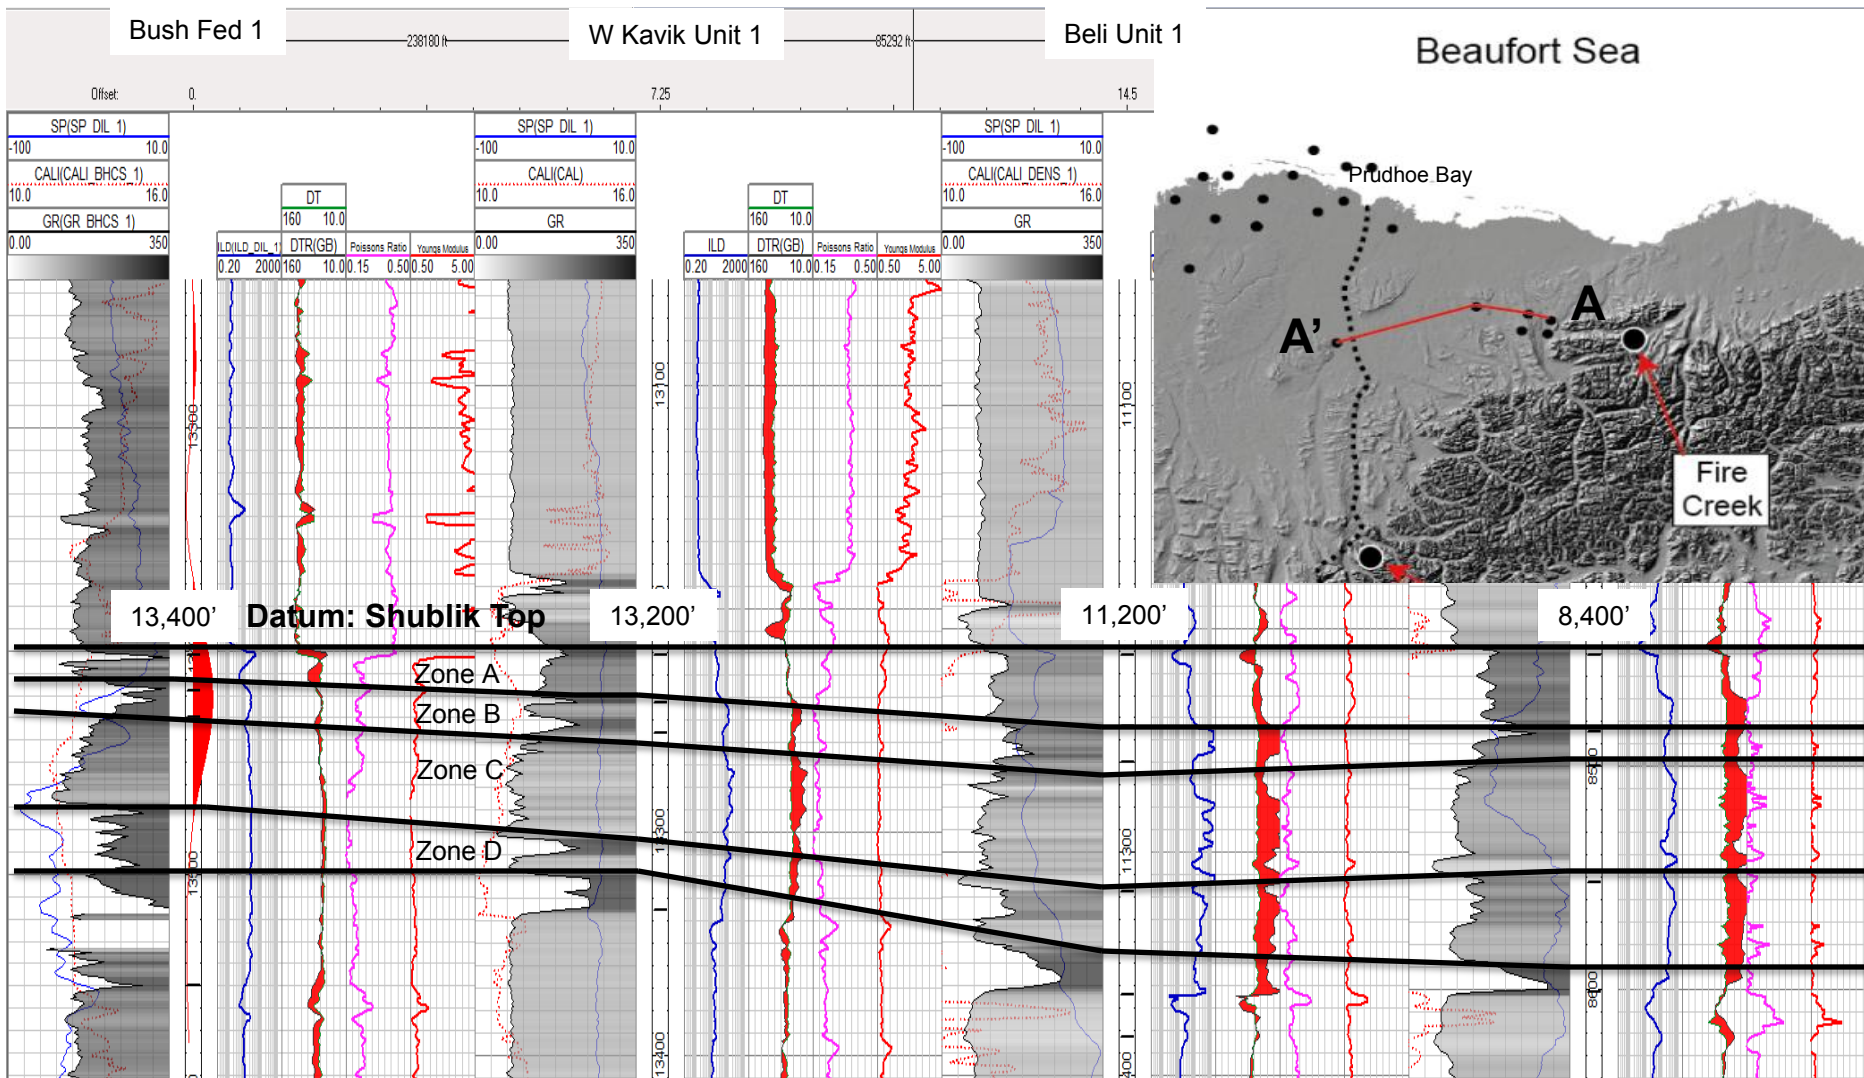 Bush Fed 1
238180 ft
W Kavik Unit 1
85292 ft
Beli Unit 1
Beaufort Sea
Offset:
0.
7.25
14.5
SP(SP_DIL_1)
-100 10.0
CALI(CALI_BHCS_1)
10.0 16.0
GR(GR_BHCS_1)
0.00 350
DT
160 10.0
ILD(ILD_DIL_1) DTR(GB) Poissons Ratio Youngs Modulus
0.20 2000 160 10.0 0.15 0.50 0.50 5.00
SP(SP_DIL_1)
-100 10.0
CALI(CAL)
10.0 16.0
GR
0.00 350
DT
160 10.0
ILD DTR(GB) Poissons Ratio Youngs Modulus
0.20 2000 160 10.0 0.15 0.50 0.50 5.00
SP(SP_DIL_1)
-100 10.0
CALI(CALI_DENS_1)
10.0 16.0
GR
0.00 350
Prudhoe Bay
A
A’
Fire
Creek
13300
13100
11100
13,400’
Datum: Shublik Top
13,200’
11,200’
8,400’
Zone A
Zone B
Zone C
Zone D
13500
13300
13400
11300
8500
8600